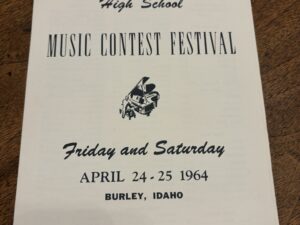 High School
MUSIC CONTEST FESTIVAL
Friday and Saturday
APRIL 24 - 25 1964
BURLEY, IDAHO